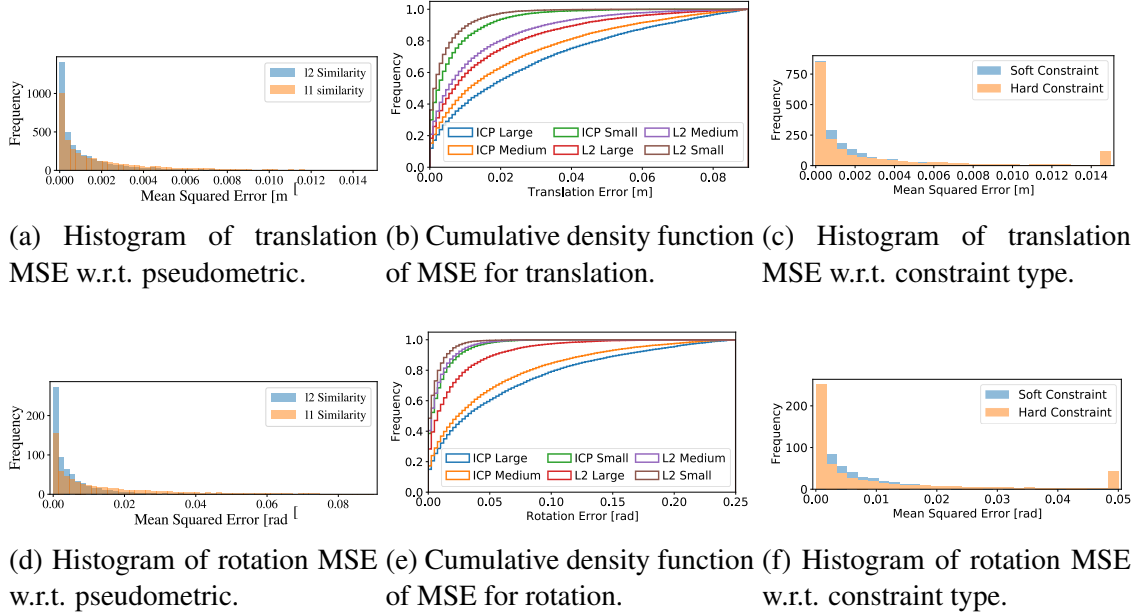 l2 Similarity
l1 similarity
Frequency
1000
500
0
0.000 0.002 0.004 0.006 0.008 0.010 0.012 0.014
Mean Squared Error [m [
(a) Histogram of translation
MSE w.r.t. pseudometric.
1.0
0.8
0.6
0.4
0.2
0.0
Frequency
ICP Large ICP Small L2 Medium
ICP Medium L2 Large L2 Small
0.00 0.02 0.04 0.06 0.08
Translation Error [m]
(b) Cumulative density function
of MSE for translation.
Soft Constraint
Hard Constraint
Frequency
750
500
250
0
0.000 0.002 0.004 0.006 0.008 0.010 0.012 0.014
Mean Squared Error [m]
(c) Histogram of translation
MSE w.r.t. constraint type.
l2 Similarity
l1 Similarity
Frequency
200
100
0
0.00 0.02 0.04 0.06 0.08
Mean Squared Error [rad [
(d) Histogram of rotation MSE
w.r.t. pseudometric.
1.0
0.8
0.6
0.4
0.2
0.0
Frequency
ICP Large ICP Small L2 Medium
ICP Medium L2 Large L2 Small
0.00 0.05 0.10 0.15 0.20 0.25
Rotation Error [rad]
(e) Cumulative density function
of MSE for rotation.
Soft Constraint
Hard Constraint
Frequency
200
100
0
0.00 0.01 0.02 0.03 0.04 0.05
Mean Squared Error [rad]
(f) Histogram of rotation MSE
w.r.t. constraint type.